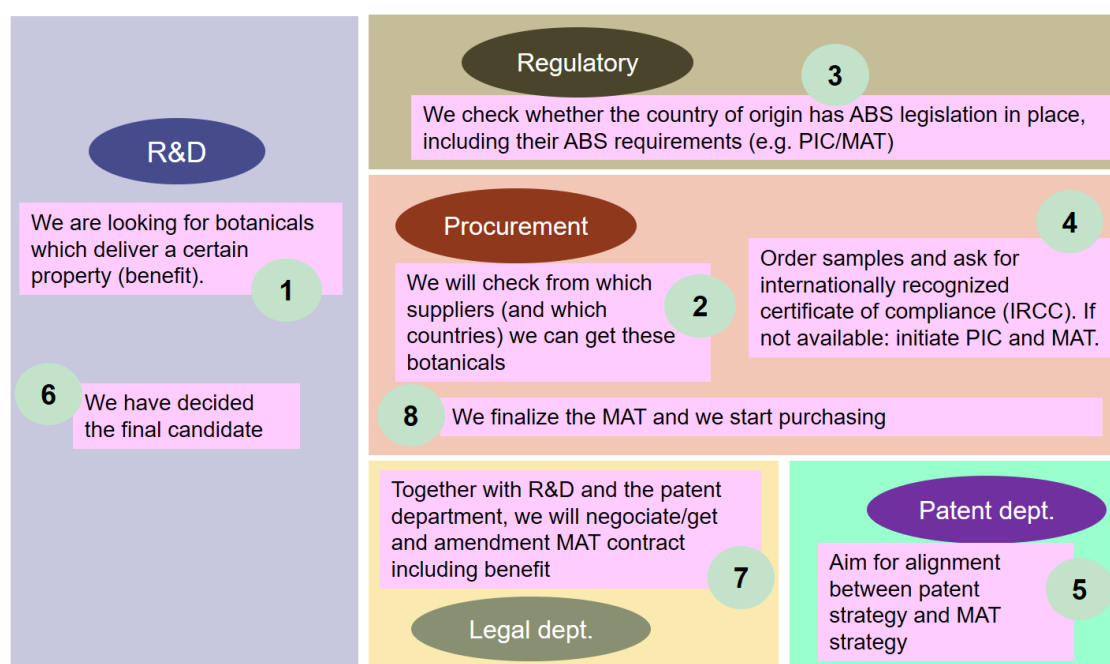 R&D
We are looking for botanicals
which deliver a certain
property (benefit).
1
6
We have decided
the final candidate
Regulatory
3
We check whether the country of origin has ABS legislation in place,
including their ABS requirements (e.g. PIC/MAT)
Procurement
We will check from which
suppliers (and which
countries) we can get these
botanicals
2
4
Order samples and ask for
internationally recognized
certificate of compliance (IRCC). If
not available: initiate PIC and MAT.
8
We finalize the MAT and we start purchasing
Together with R&D and the patent
department, we will negociate/get
and amendment MAT contract
including benefit
7
Legal dept.
Patent dept.
Aim for alignment
between patent
strategy and MAT
strategy
5